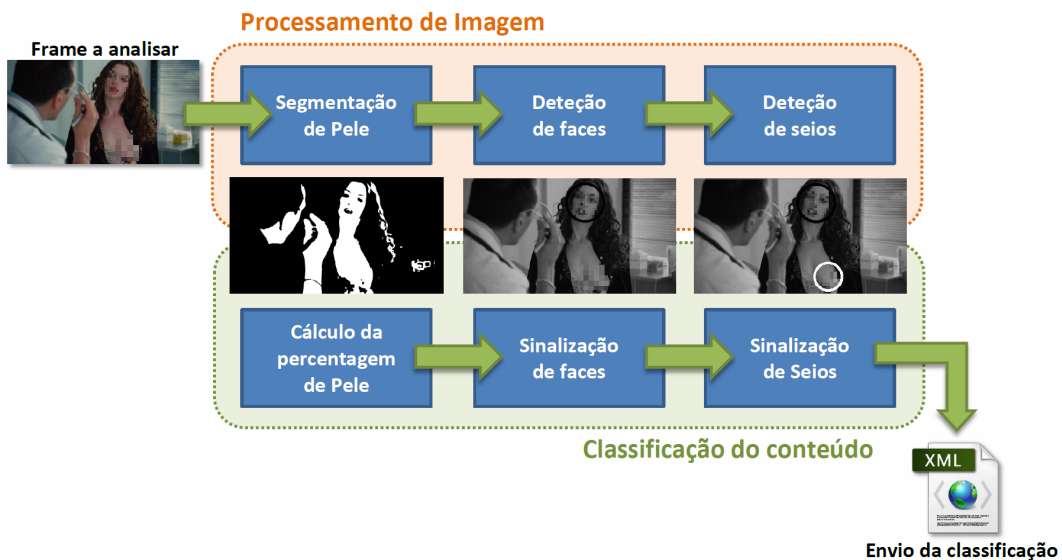 Processamento de Imagem
Frame a analisar
Segmentação
de Pele
Deteção
de faces
Deteção
de seios
Cálculo da
percentagem
de Pele
Sinalização
de faces
Sinalização
de Seios
Classificação do conteúdo
XML
Envio da classificação